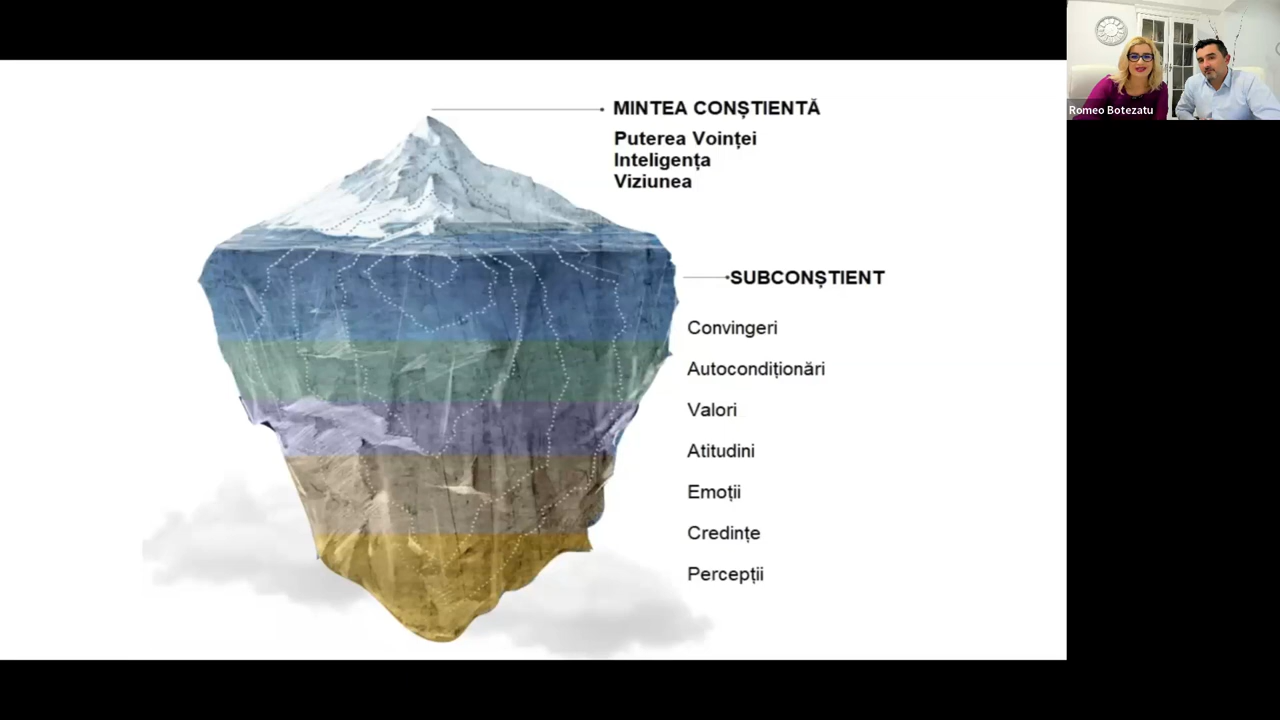 MINTEA CONȘTIENTĂ
Puterea Voinței
Inteligența
Viziunea
SUBCONȘTIENT
Convingeri
Autocondiționări
Valori
Atitudini
Emoții
Credințe
Percepții
Romeo Botezatu